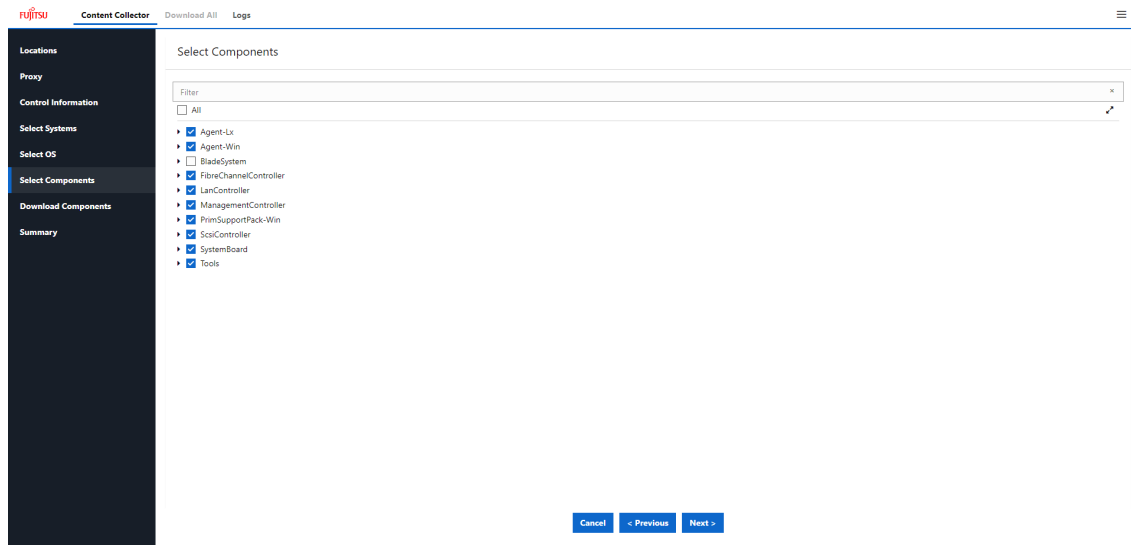 FUJITSU
Content Collector
Download All
Logs
Locations
Proxy
Control Information
Select Systems
Select OS
Select Components
Download Components
Summary
Select Components
Filter
×
All
Agent-Lx
Agent-Win
BladeSystem
FibreChannelController
LanController
ManagementController
PrimSupportPack-Win
ScsiController
SystemBoard
Tools
Cancel
< Previous
Next >